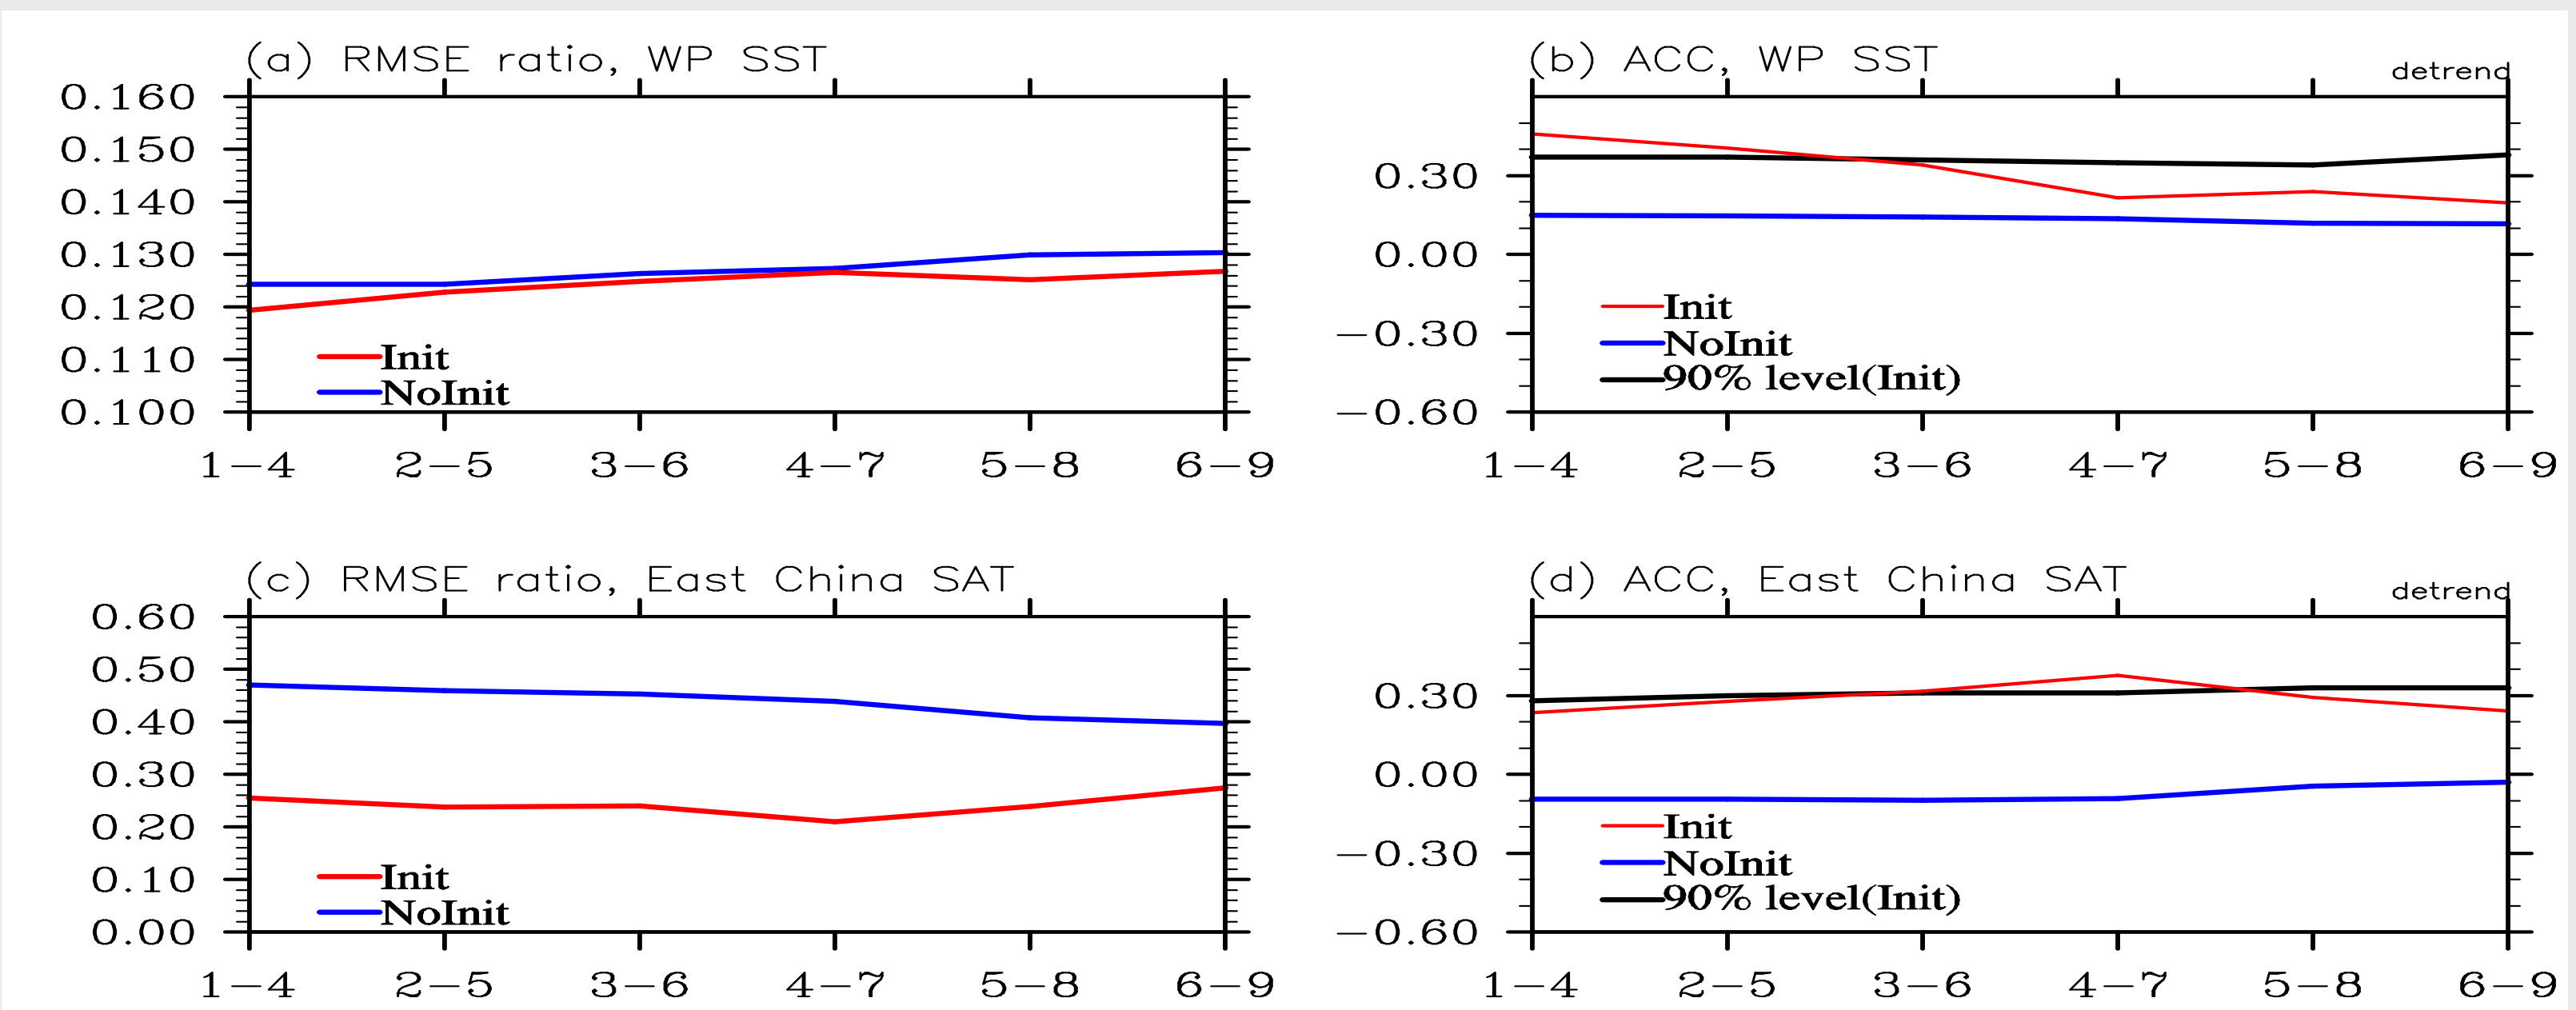 (a) RMSE ratio, WP SST
0.160
0.150
0.140
0.130
0.120
0.110
0.100
Init
NoInit
1−4 2−5 3−6 4−7 5−8 6−9
(b) ACC, WP SST
detrend
0.30
0.00
−0.30
−0.60
Init
NoInit
90% level(Init)
1−4 2−5 3−6 4−7 5−8 6−9
(c) RMSE ratio, East China SAT
0.60
0.50
0.40
0.30
0.20
0.10
0.00
Init
NoInit
1−4 2−5 3−6 4−7 5−8 6−9
(d) ACC, East China SAT
detrend
0.30
0.00
−0.30
−0.60
Init
NoInit
90% level(Init)
1−4 2−5 3−6 4−7 5−8 6−9